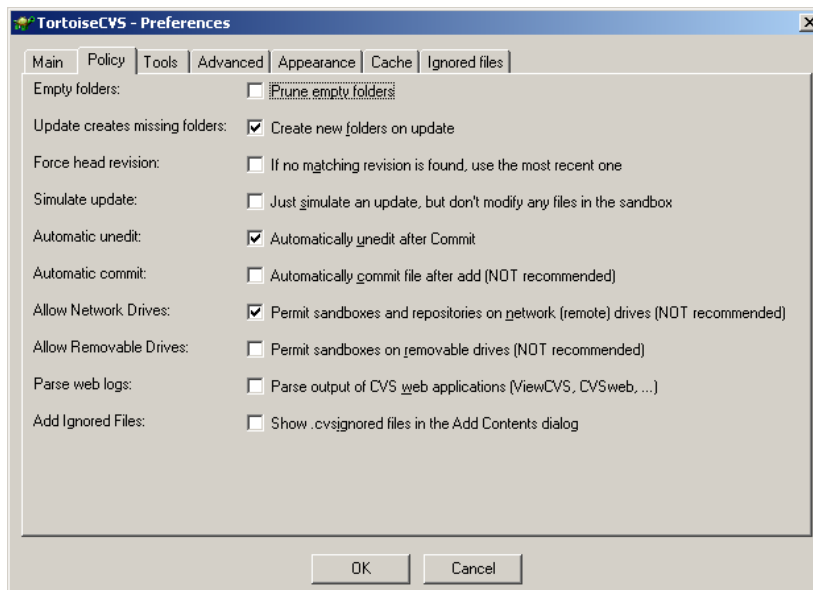 TortoiseCVS - Preferences
Main Policy Tools Advanced Appearance Cache Ignored files
Empty folders: Prune empty folders
Update creates missing folders: Create new folders on update
Force head revision: If no matching revision is found, use the most recent one
Simulate update: Just simulate an update, but don't modify any files in the sandbox
Automatic unedit: Automatically unedit after Commit
Automatic commit: Automatically commit file after add (NOT recommended)
Allow Network Drives: Permit sandboxes and repositories on network (remote) drives (NOT recommended)
Allow Removable Drives: Permit sandboxes on removable drives (NOT recommended)
Parse web logs: Parse output of CVS web applications (ViewCVS, CVSweb, ...)
Add Ignored Files: Show .cvsignored files in the Add Contents dialog
OK Cancel